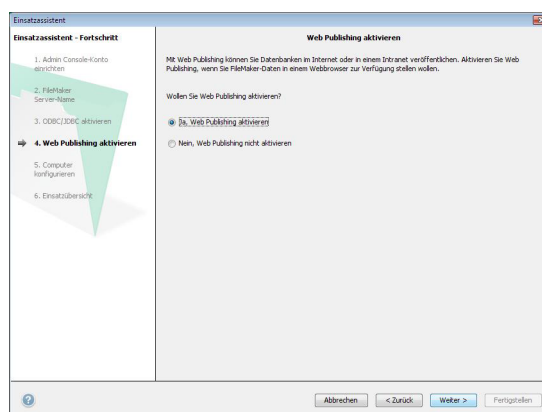 Einsatzassistent
Einsatzassistent - Fortschritt
1. Admin Console-Konto
einrichten
2. FileMaker
Server-Name
3. ODBC/JDBC aktivieren
4. Web Publishing aktivieren
5. Computer
konfigurieren
6. Einsatzübersicht
Web Publishing aktivieren
Mit Web Publishing können Sie Datenbanken im Internet oder in einem Intranet veröffentlichen. Aktivieren Sie Web
Publishing, wenn Sie FileMaker-Daten in einem Webbrowser zur Verfügung stellen wollen.
Wollen Sie Web Publishing aktivieren?
Ja, Web Publishing aktivieren
Nein, Web Publishing nicht aktivieren
?
Abbrechen
< Zurück
Weiter >
Fertigstellen